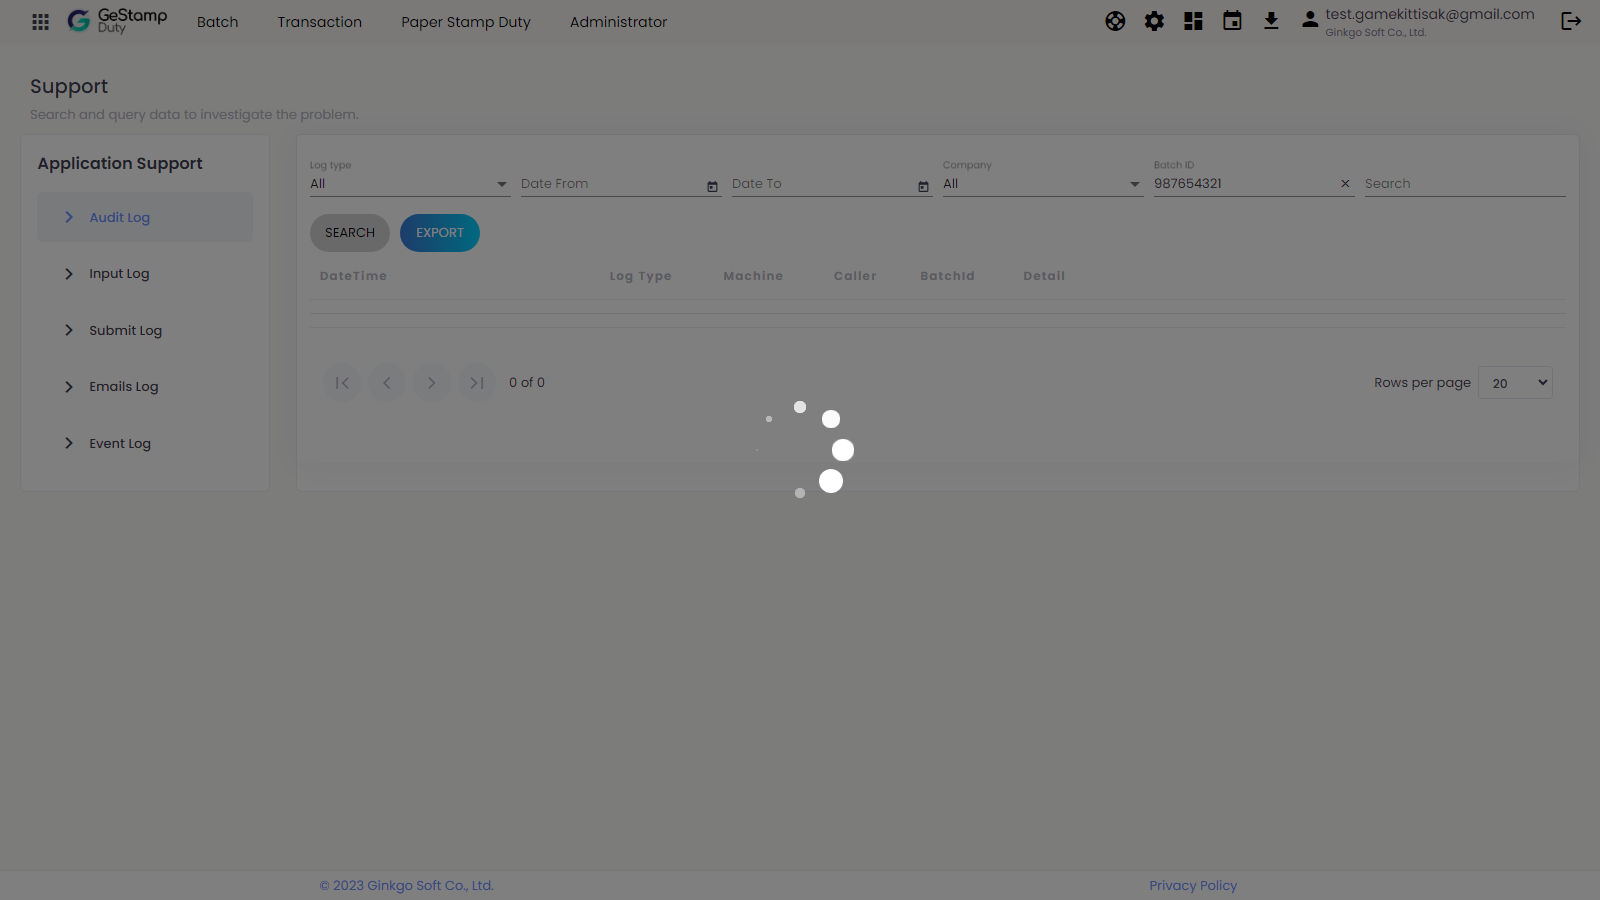 GeStamp
Duty
Batch
Transaction
Paper Stamp Duty
Administrator
test.gamekittisak@gmail.com
Ginkgo Soft Co., Ltd.
Support
Search and query data to investigate the problem.
Application Support
Audit Log
Input Log
Submit Log
Emails Log
Event Log
Log type
All
Date From
Date To
Company
All
Batch ID
987654321
Search
SEARCH
EXPORT
DateTime
Log Type
Machine
Caller
BatchId
Detail
0 of 0
Rows per page
20
© 2023 Ginkgo Soft Co., Ltd.
Privacy Policy